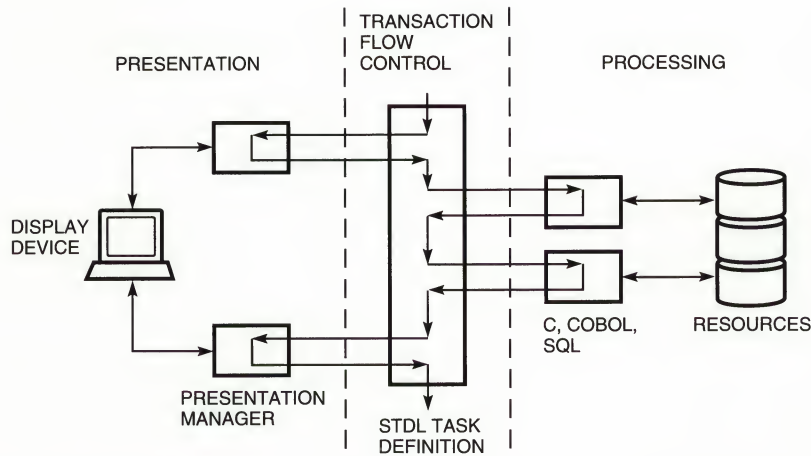 PRESENTATION
TRANSACTION
FLOW
CONTROL
PROCESSING
DISPLAY
DEVICE
PRESENTATION
MANAGER
STDL TASK
DEFINITION
C, COBOL,
SQL
RESOURCES